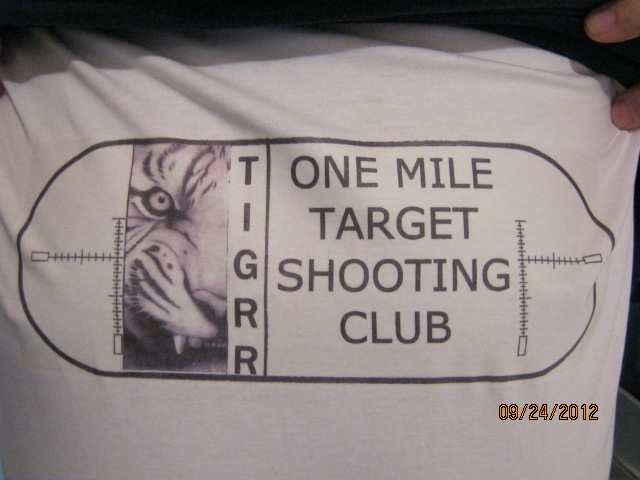 TIGRR
ONE MILE
TARGET
SHOOTING
CLUB
09/24/2012